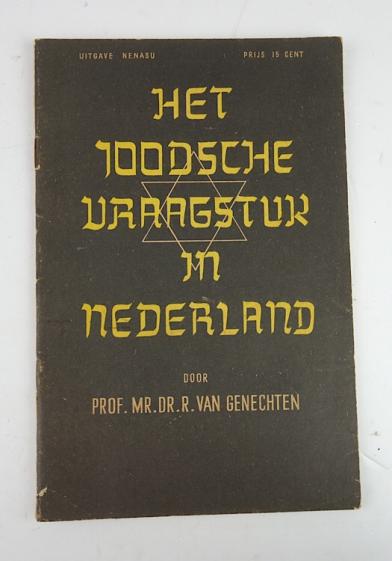 UITGAVE NENASU PRIJS 15 CENT
HET
JOODSCHE
VRAAGSTUK
IN
NEDERLAND
DOOR
PROF. MR. DR. R. VAN GENECHTEN